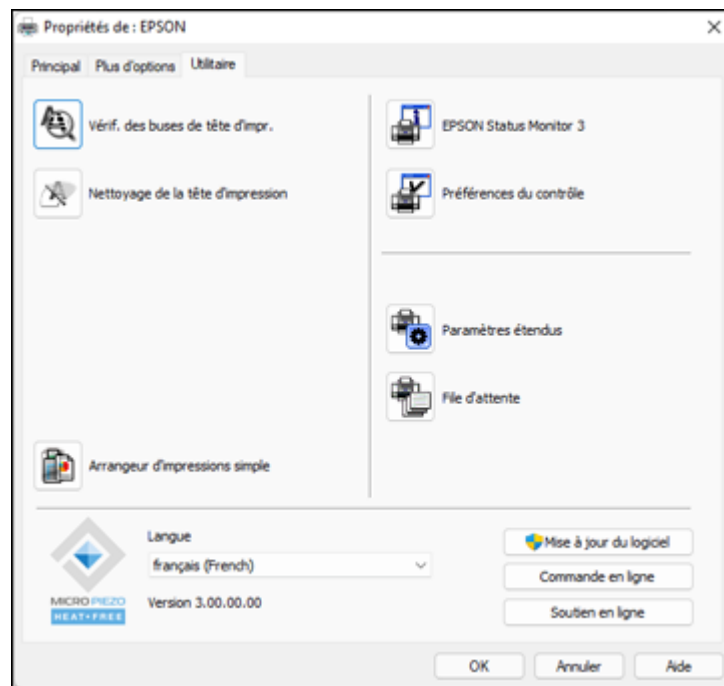 Propriétés de : EPSON
Principal Plus d'options Utilitaire
Vérif. des buses de tête d'impr.
EPSON Status Monitor 3
Nettoyage de la tête d'impression
Préférences du contrôle
Paramètres étendus
File d'attente
Arrangeur d'impressions simple
Langue
français (French)
Version 3.00.00.00
MICRO PIEZO
HEAT-FREE
Mise à jour du logiciel
Commande en ligne
Soutien en ligne
OK Annuler Aide